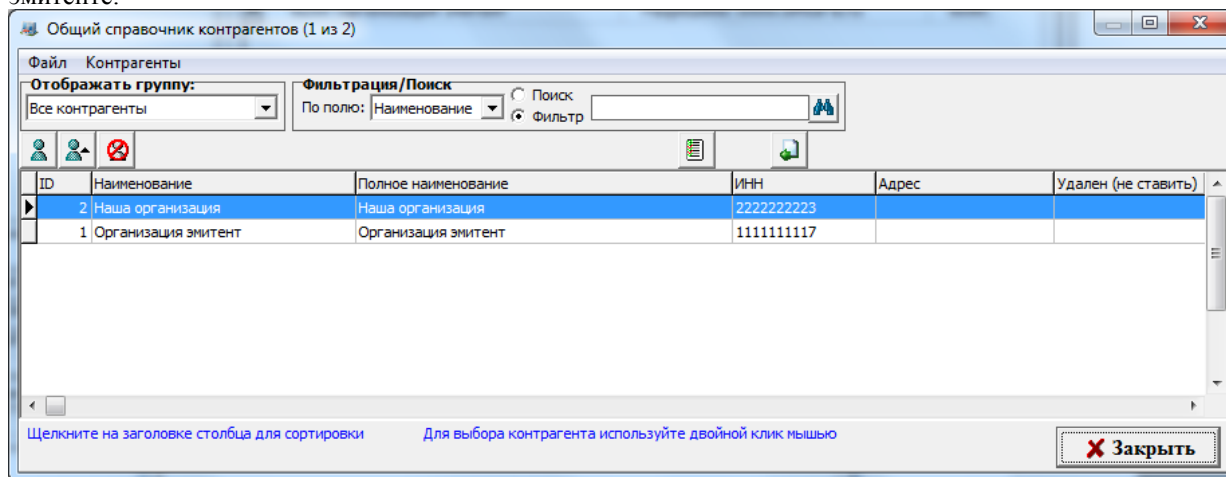 эмитенте.
Общий справочник контрагентов (1 из 2)
Файл Контрагенты
Отображать группу:
Все контрагенты
Фильтрация/Поиск
По полю: Наименование
Поиск
Фильтр
ID Наименование Полное наименование ИНН Адрес Удален (не ставить)
2 Наша организация Наша организация 2222222223
1 Организация эмитент Организация эмитент 1111111117
Щелкните на заголовке столбца для сортировки Для выбора контрагента используйте двойной клик мышью
Закрыть